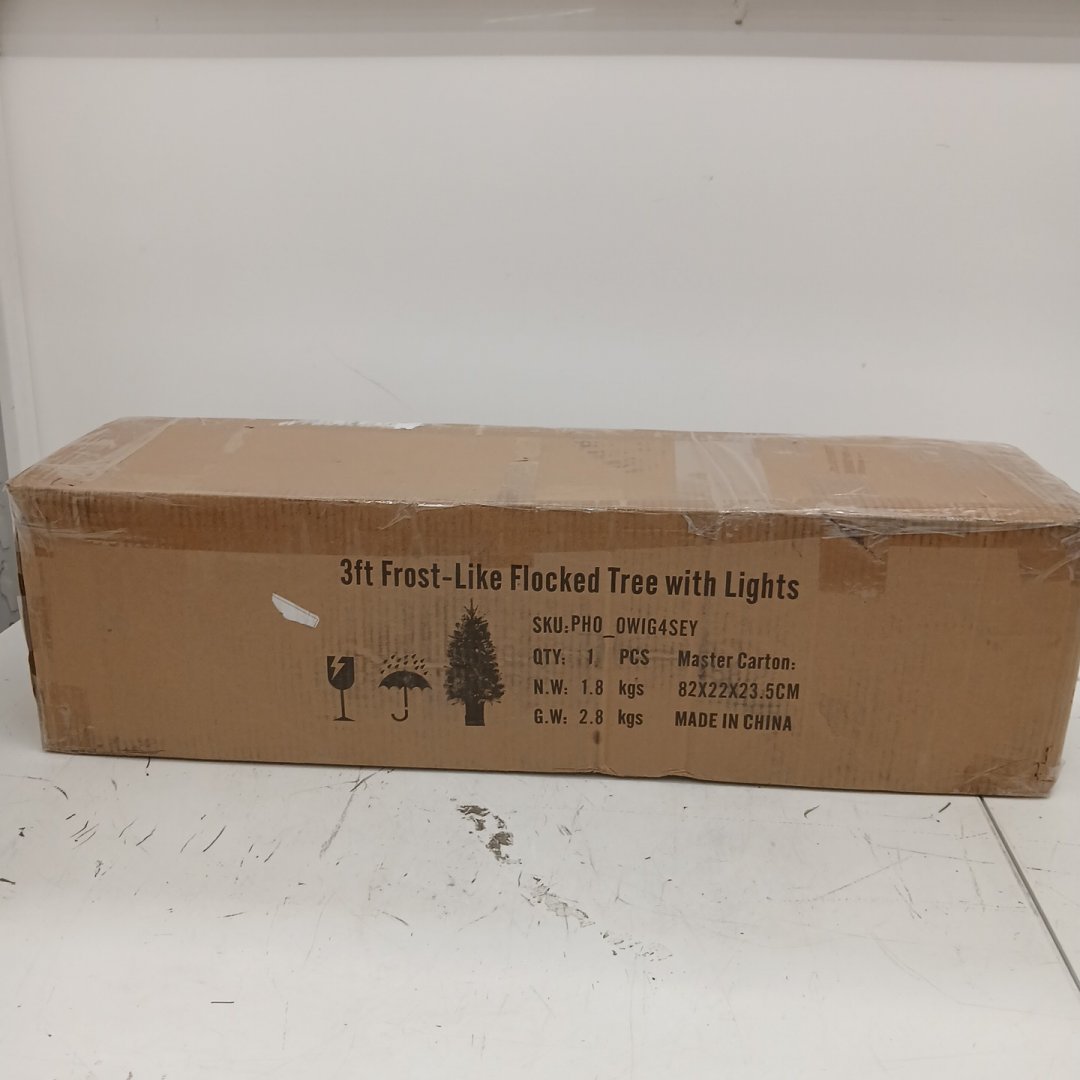 3ft Frost-Like Flocked Tree with Lights
SKU:PHO_OWIG4SEY
QTY: 1 PCS Master Carton:
N.W: 1.8 kgs 82X22X23.5CM
G.W: 2.8 kgs MADE IN CHINA